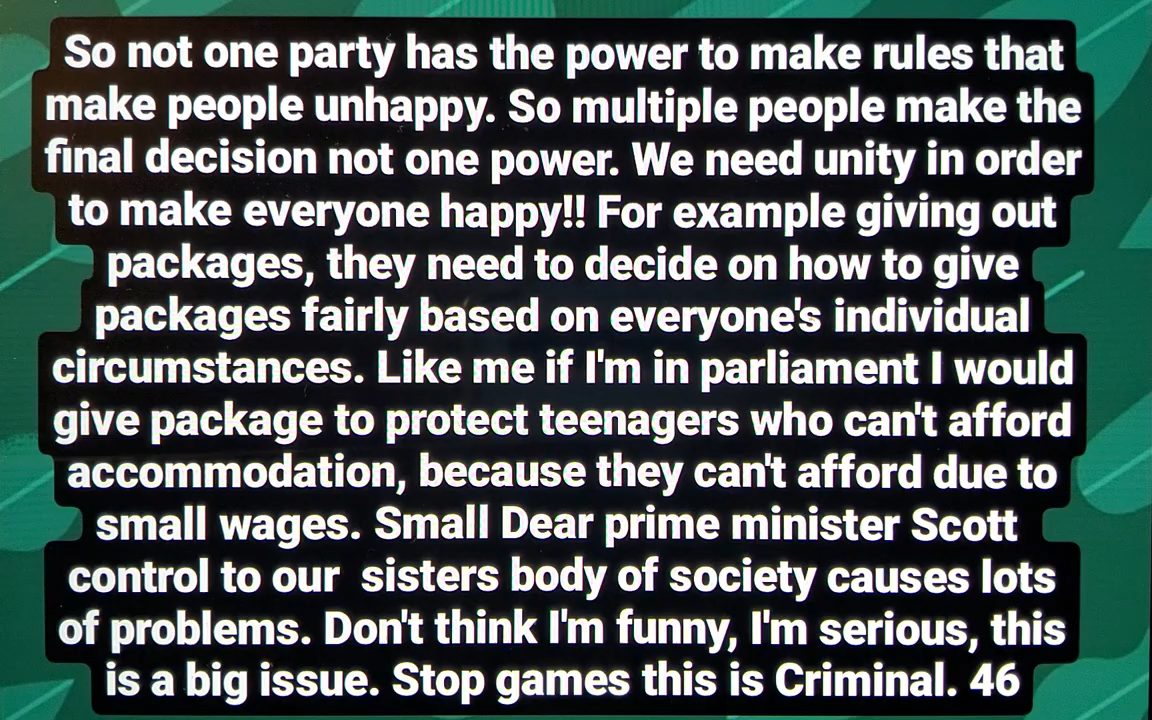 So not one party has the power to make rules that
make people unhappy. So multiple people make the
final decision not one power. We need unity in order
to make everyone happy!! For example giving out
packages, they need to decide on how to give
packages fairly based on everyone's individual
circumstances. Like me if I'm in parliament I would
give package to protect teenagers who can't afford
accommodation, because they can't afford due to
small wages. Small Dear prime minister Scott
control to our  sisters body of society causes lots
of problems. Don't think I'm funny, I'm serious, this
is a big issue. Stop games this is Criminal. 46